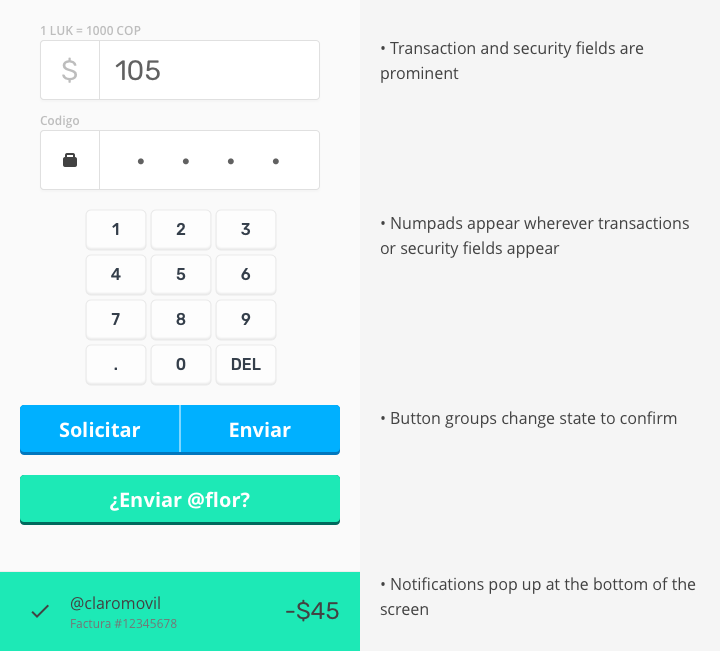 1 LUK = 1000 COP
$ 105
• Transaction and security fields are
prominent
Codigo
• • • •
1 2 3
• Numpads appear wherever transactions
or security fields appear
4 5 6
7 8 9
. 0 DEL
Solicitar Enviar
• Button groups change state to confirm
¿Enviar @flor?
@claromovil
Factura #12345678
-$45
• Notifications pop up at the bottom of the
screen